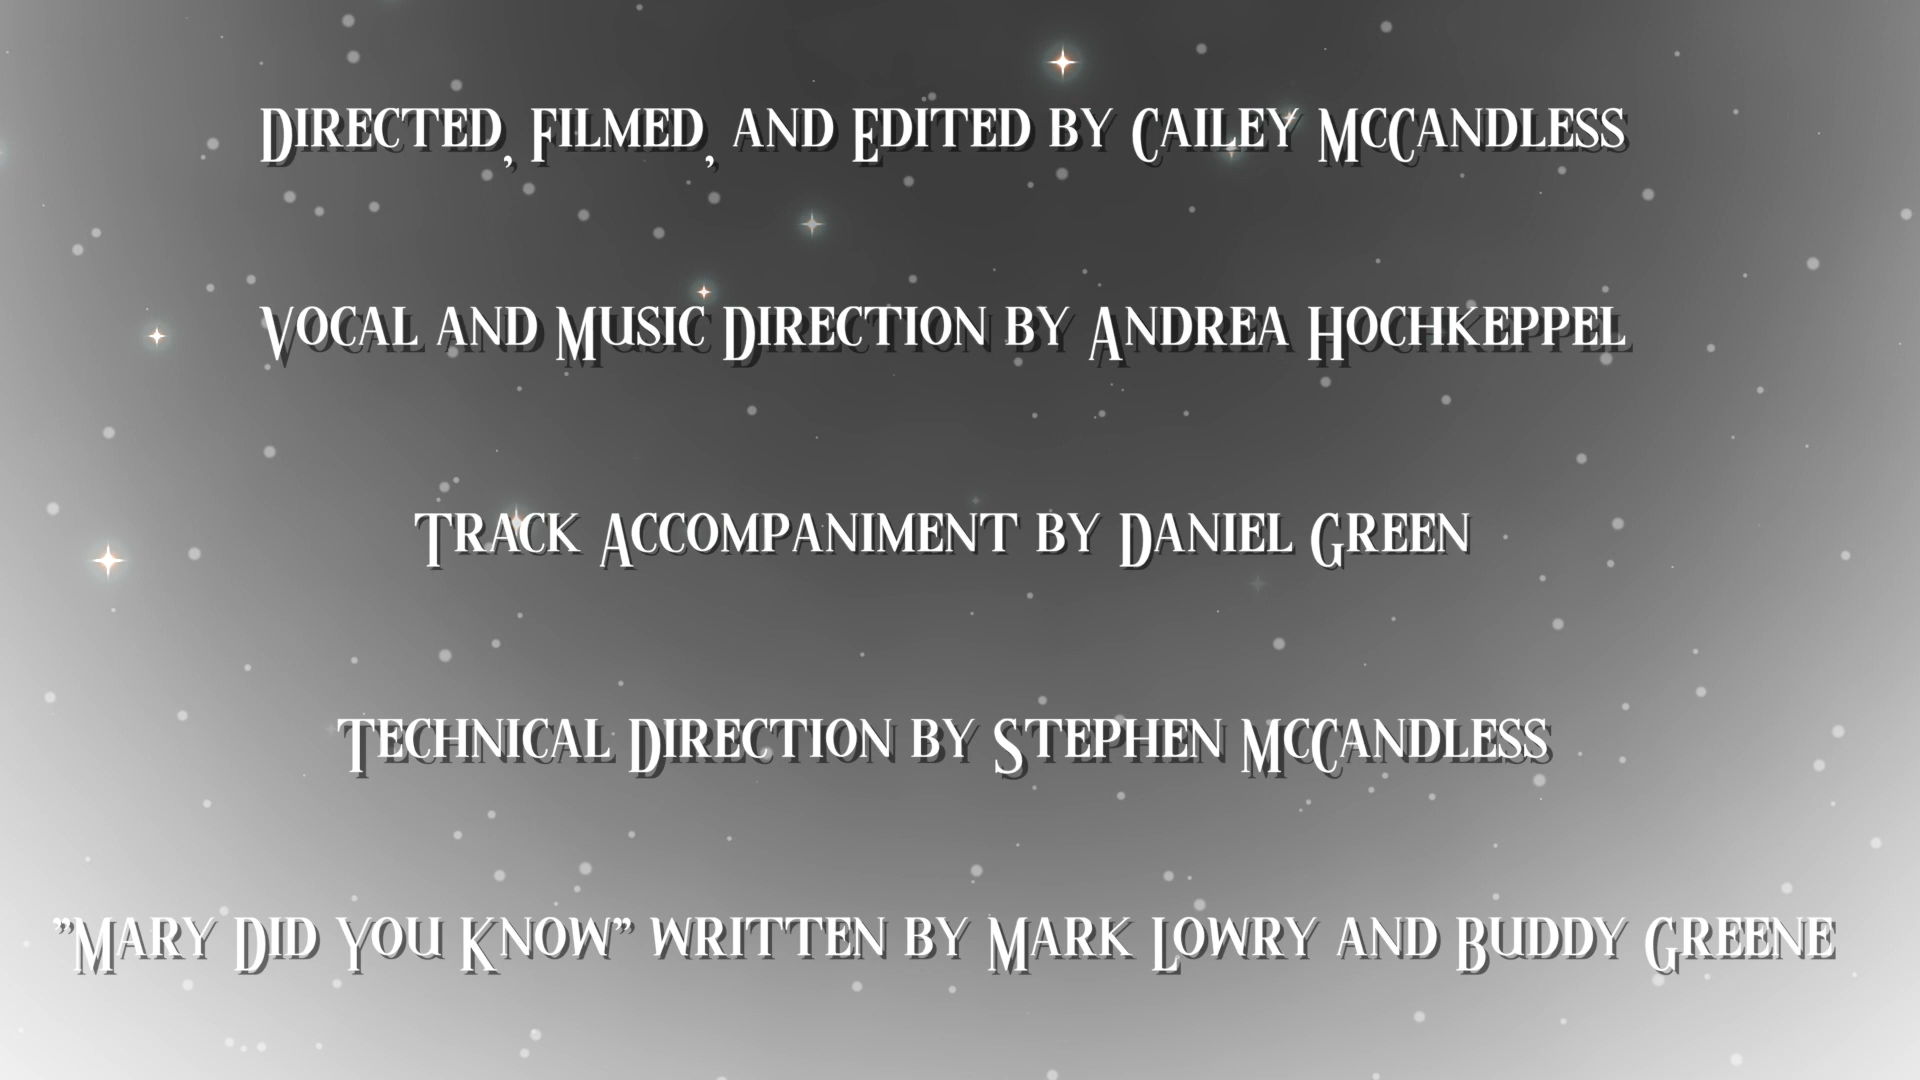 Directed, Filmed, and Edited by Cailey McCandless
Vocal and Music Direction by Andrea Hochkeppel
Track Accompaniment by Daniel Green
Technical Direction by Stephen McCandless
”Mary Did You Know” written by Mark Lowry and Buddy Greene